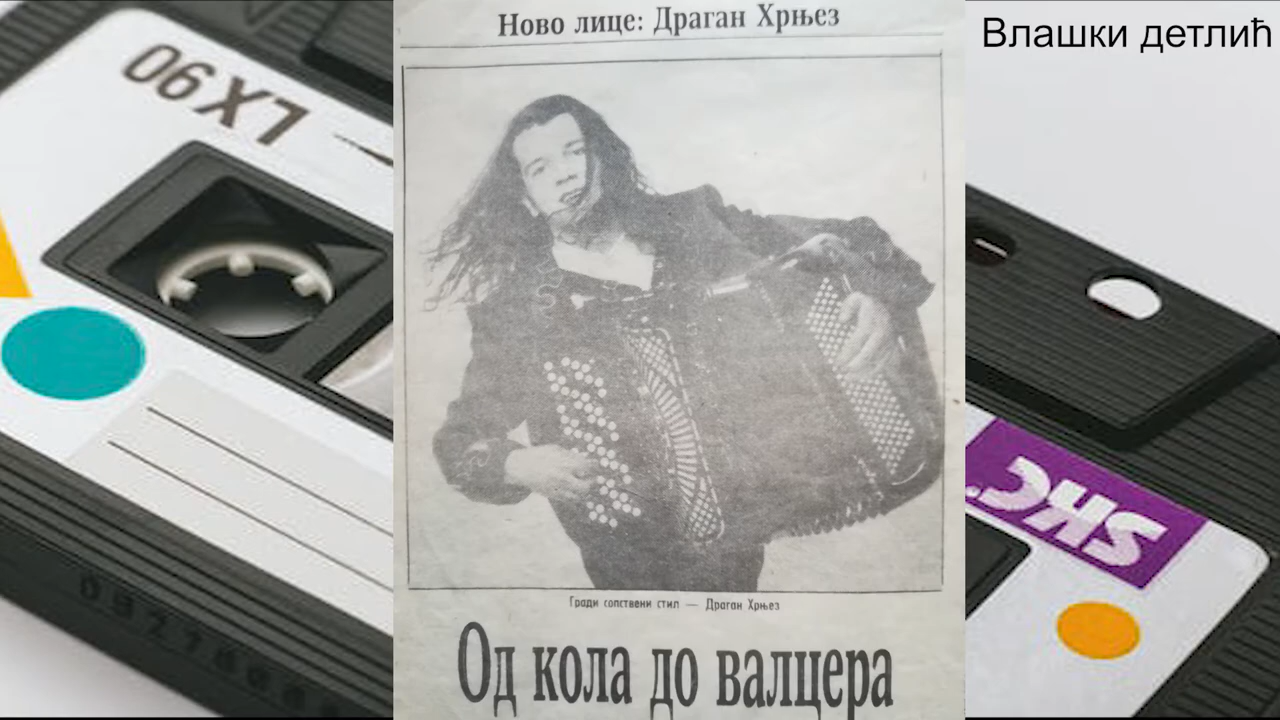 Ново лице: Драган Хрњез
Влашки детлић
LX90
SKC
Гради сопствени стил — Драган Хрњез
Од кола до валцера